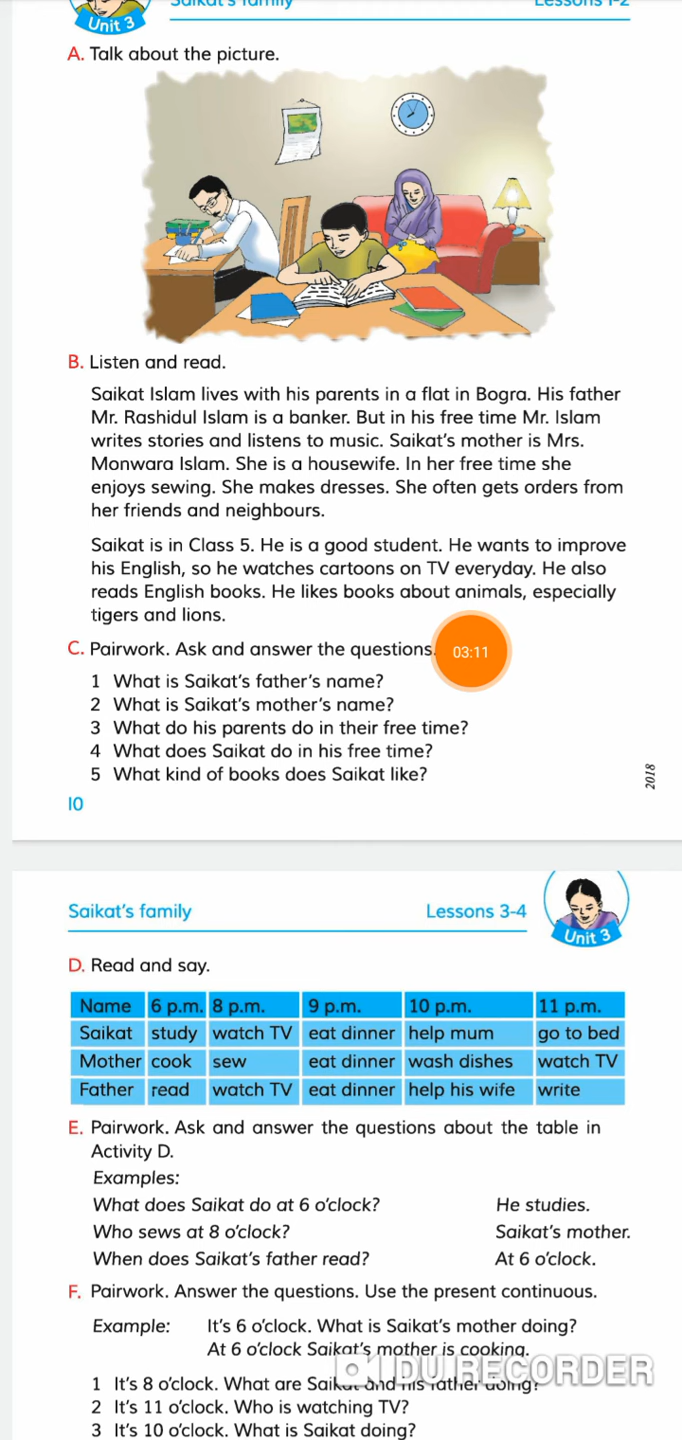 Saikat's family Lessons 1-2
Unit 3
A. Talk about the picture.
B. Listen and read.
Saikat Islam lives with his parents in a flat in Bogra. His father
Mr. Rashidul Islam is a banker. But in his free time Mr. Islam
writes stories and listens to music. Saikat's mother is Mrs.
Monwara Islam. She is a housewife. In her free time she
enjoys sewing. She makes dresses. She often gets orders from
her friends and neighbours.
Saikat is in Class 5. He is a good student. He wants to improve
his English, so he watches cartoons on TV everyday. He also
reads English books. He likes books about animals, especially
tigers and lions.
C. Pairwork. Ask and answer the questions.
03:11
1 What is Saikat's father's name?
2 What is Saikat's mother's name?
3 What do his parents do in their free time?
4 What does Saikat do in his free time?
5 What kind of books does Saikat like?
2018
10
Saikat's family Lessons 3-4
Unit 3
D. Read and say.
Name 6 p.m. 8 p.m. 9 p.m. 10 p.m. 11 p.m.
Saikat study watch TV eat dinner help mum go to bed
Mother cook sew eat dinner wash dishes watch TV
Father read watch TV eat dinner help his wife write
E. Pairwork. Ask and answer the questions about the table in
Activity D.
Examples:
What does Saikat do at 6 o'clock? He studies.
Who sews at 8 o'clock? Saikat's mother.
When does Saikat's father read? At 6 o'clock.
F. Pairwork. Answer the questions. Use the present continuous.
Example: It's 6 o'clock. What is Saikat's mother doing?
At 6 o'clock Saikat's mother is cooking.
DU RECORDER
1 It's 8 o'clock. What are Saikat and his father doing?
2 It's 11 o'clock. Who is watching TV?
3 It's 10 o'clock. What is Saikat doing?